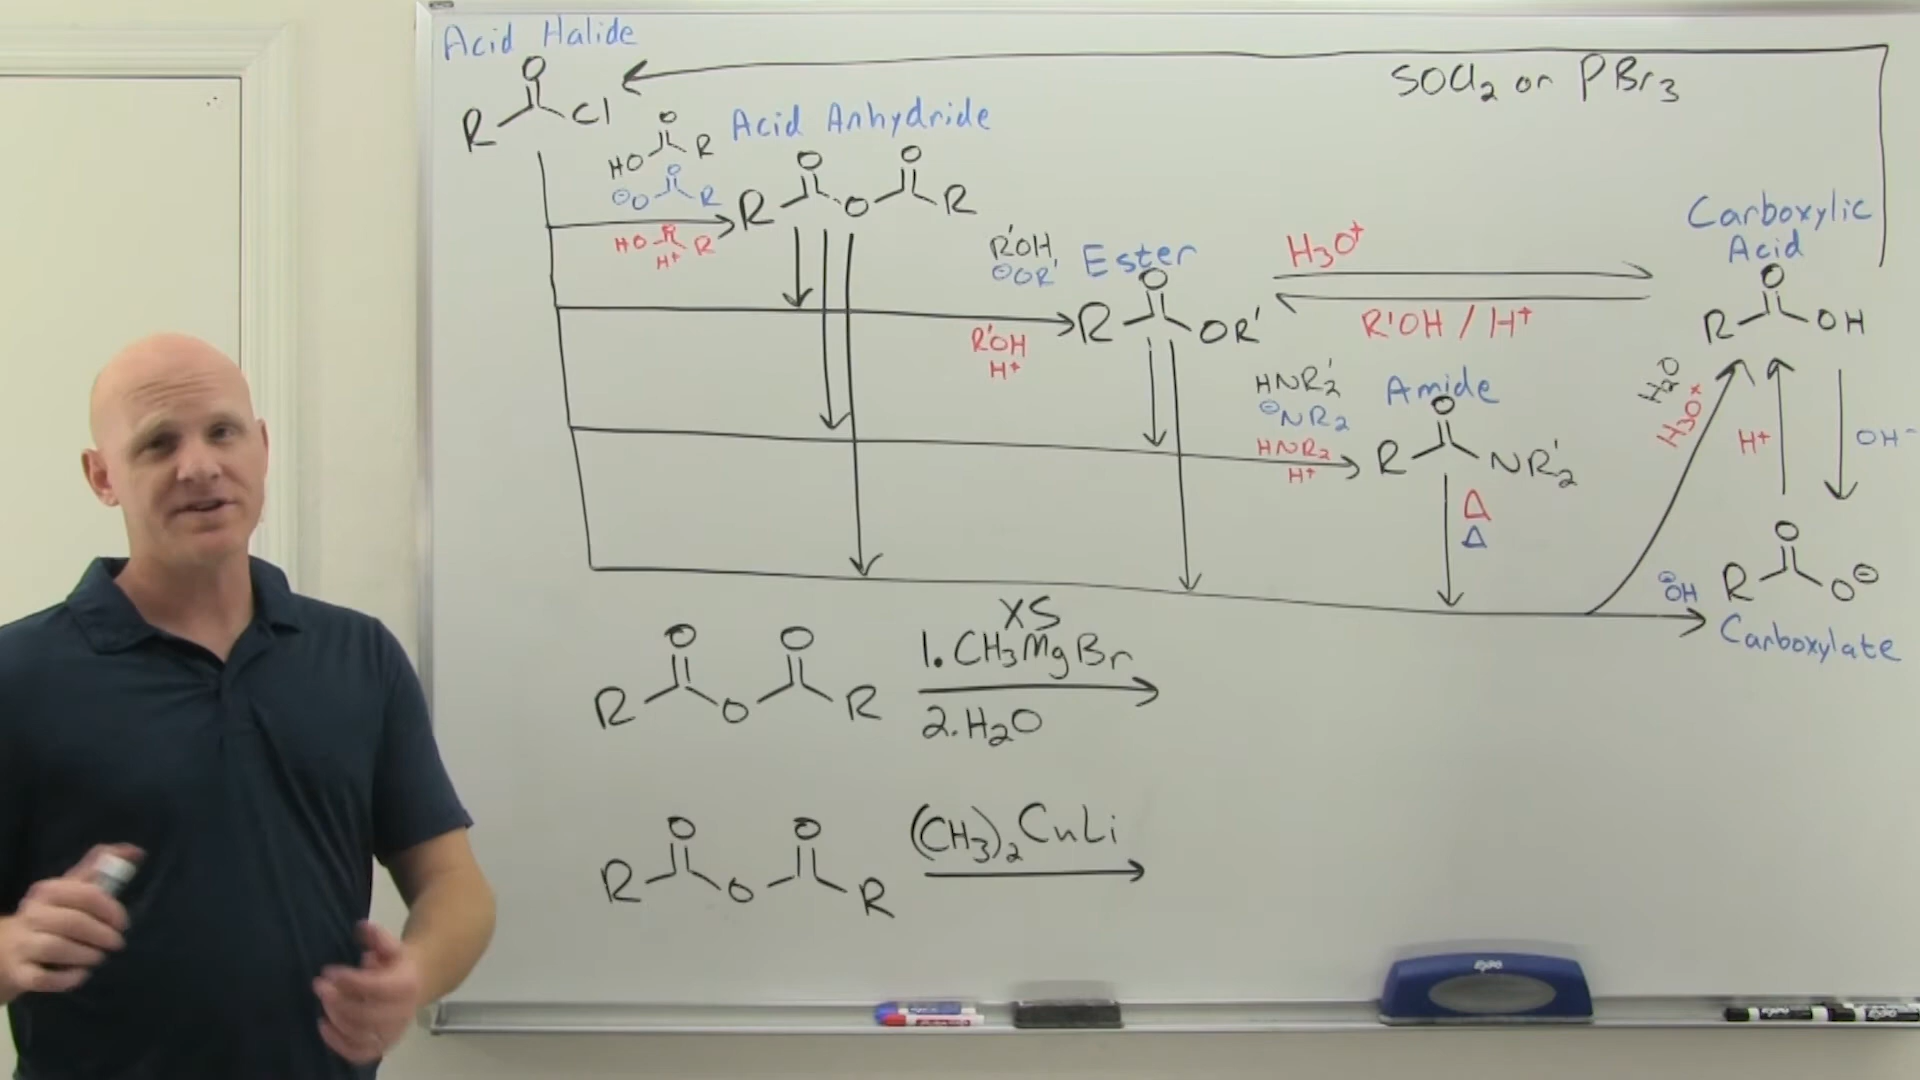 Acid Halide
O
R Cl
SOCl2 or PBr3
O
HO R
⊖O O R
HO R R
H+
Acid Anhydride
O O
R O R
R'OH
⊖OR'
R'OH
H+
Ester
O
R OR'
H3O+
R'OH / H+
Carboxylic
Acid
O
R OH
HNR'2
⊖NR2
HNR2
H+
Amide
O
R NR'2
Δ
Δ
H2O
H3O+
H+
OH-
⊖OH
O
R O⊖
Carboxylate
O O
R O R
XS
1. CH3MgBr
2. H2O
O O
R O R
(CH3)2CuLi
expo